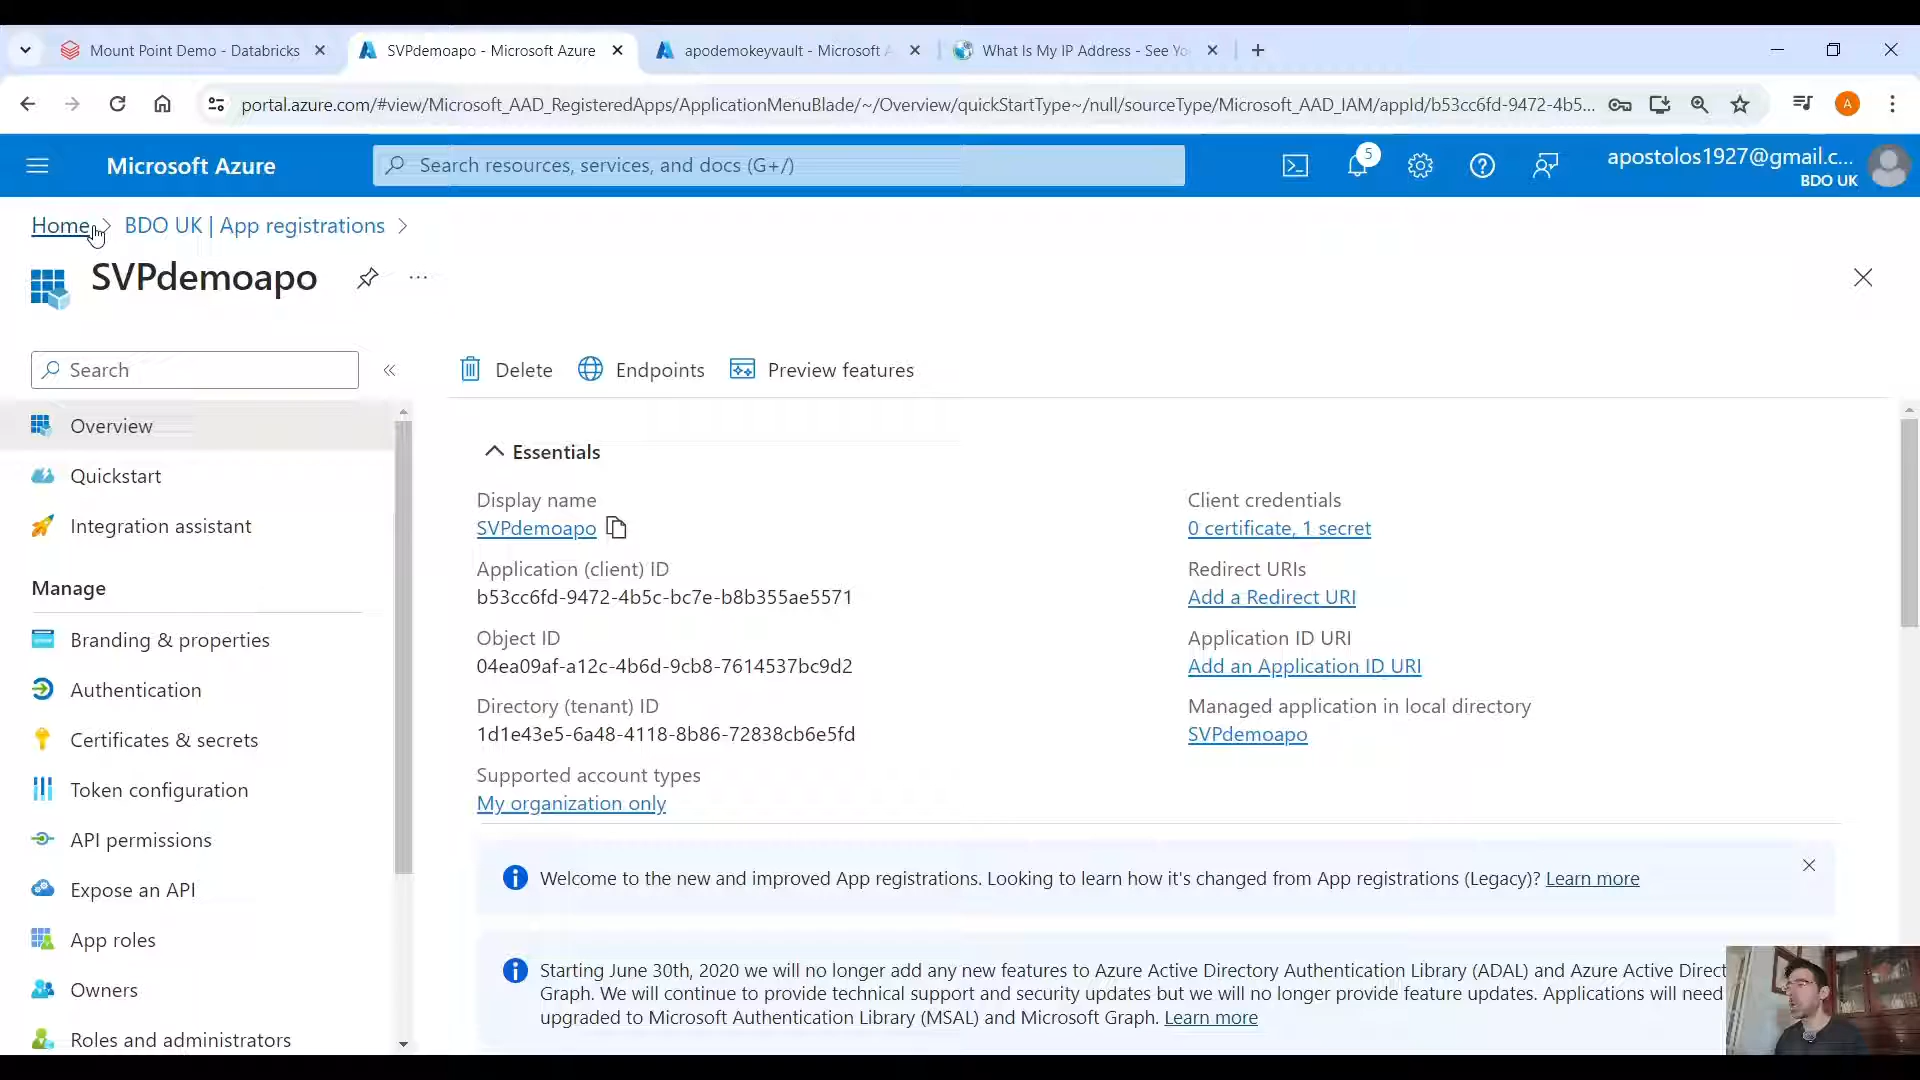 Mount Point Demo - Databricks
SVPdemoapo - Microsoft Azure
apodemokeyvault - Microsoft A
What Is My IP Address - See Yo
portal.azure.com/#view/Microsoft_AAD_RegisteredApps/ApplicationMenuBlade/~/Overview/quickStartType~/null/sourceType/Microsoft_AAD_IAM/appId/b53cc6fd-9472-4b5...
A
Microsoft Azure
Search resources, services, and docs (G+/)
5
apostolos1927@gmail.c...
BDO UK
Home
BDO UK | App registrations
SVPdemoapo
Search
Delete
Endpoints
Preview features
Overview
Quickstart
Integration assistant
Manage
Branding & properties
Authentication
Certificates & secrets
Token configuration
API permissions
Expose an API
App roles
Owners
Roles and administrators
Essentials
Display name
SVPdemoapo
Application (client) ID
b53cc6fd-9472-4b5c-bc7e-b8b355ae5571
Object ID
04ea09af-a12c-4b6d-9cb8-7614537bc9d2
Directory (tenant) ID
1d1e43e5-6a48-4118-8b86-72838cb6e5fd
Supported account types
My organization only
Client credentials
0 certificate, 1 secret
Redirect URIs
Add a Redirect URI
Application ID URI
Add an Application ID URI
Managed application in local directory
SVPdemoapo
Welcome to the new and improved App registrations. Looking to learn how it's changed from App registrations (Legacy)? Learn more
Starting June 30th, 2020 we will no longer add any new features to Azure Active Directory Authentication Library (ADAL) and Azure Active Direct
Graph. We will continue to provide technical support and security updates but we will no longer provide feature updates. Applications will need
upgraded to Microsoft Authentication Library (MSAL) and Microsoft Graph. Learn more